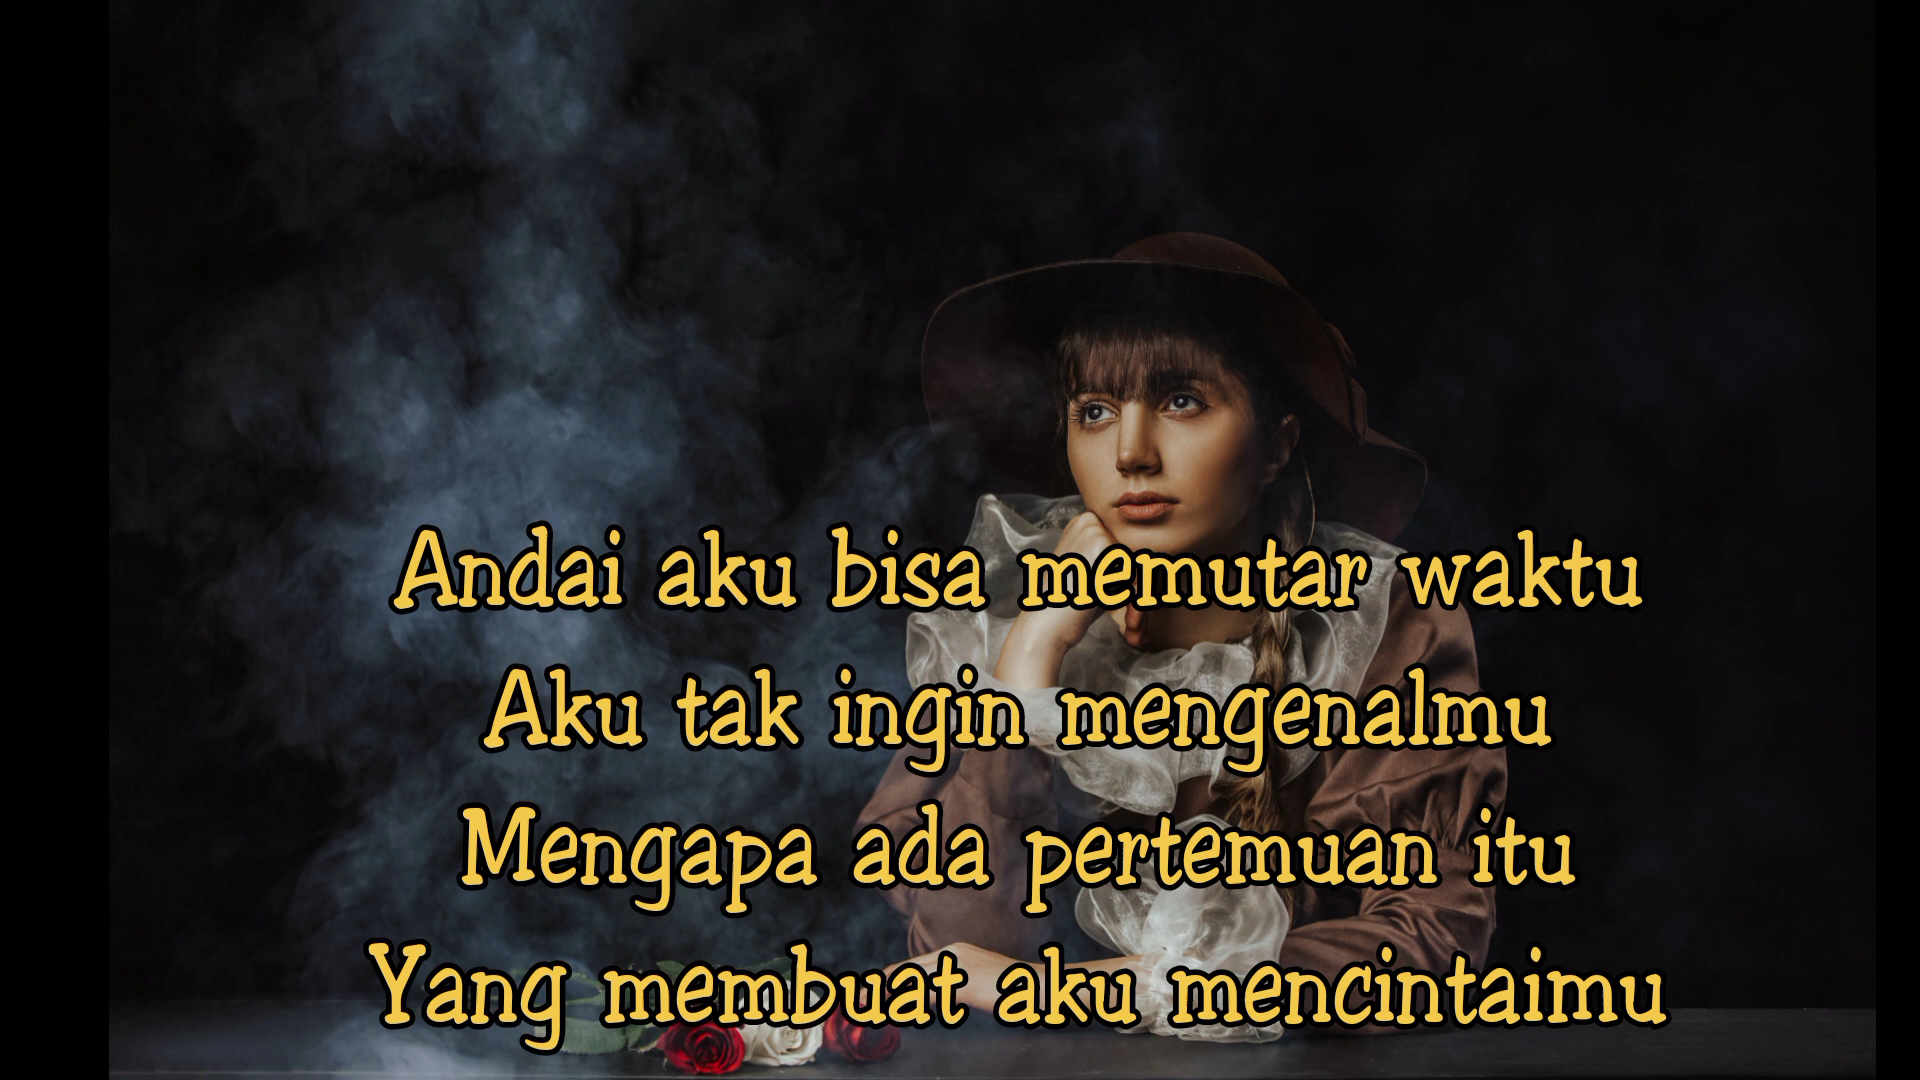 Andai aku bisa memutar waktu
Aku tak ingin mengenalmu
Mengapa ada pertemuan itu
Yang membuat aku mencintaimu